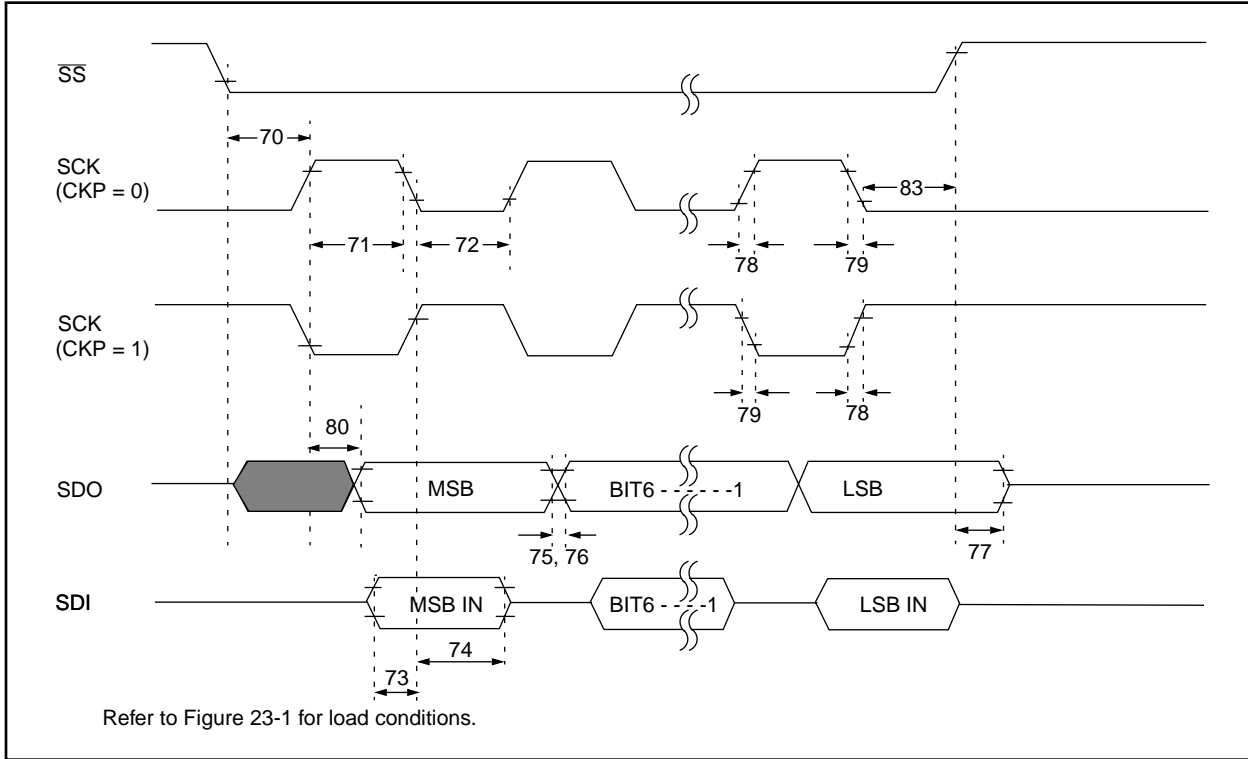 SS
70
SCK
(CKP = 0)
83
71
72
78
79
SCK
(CKP = 1)
79
78
80
SDO
MSB
BIT6 - - - - - -1
LSB
75, 76
77
SDI
MSB IN
BIT6 - - - -1
LSB IN
74
73
Refer to Figure 23-1 for load conditions.